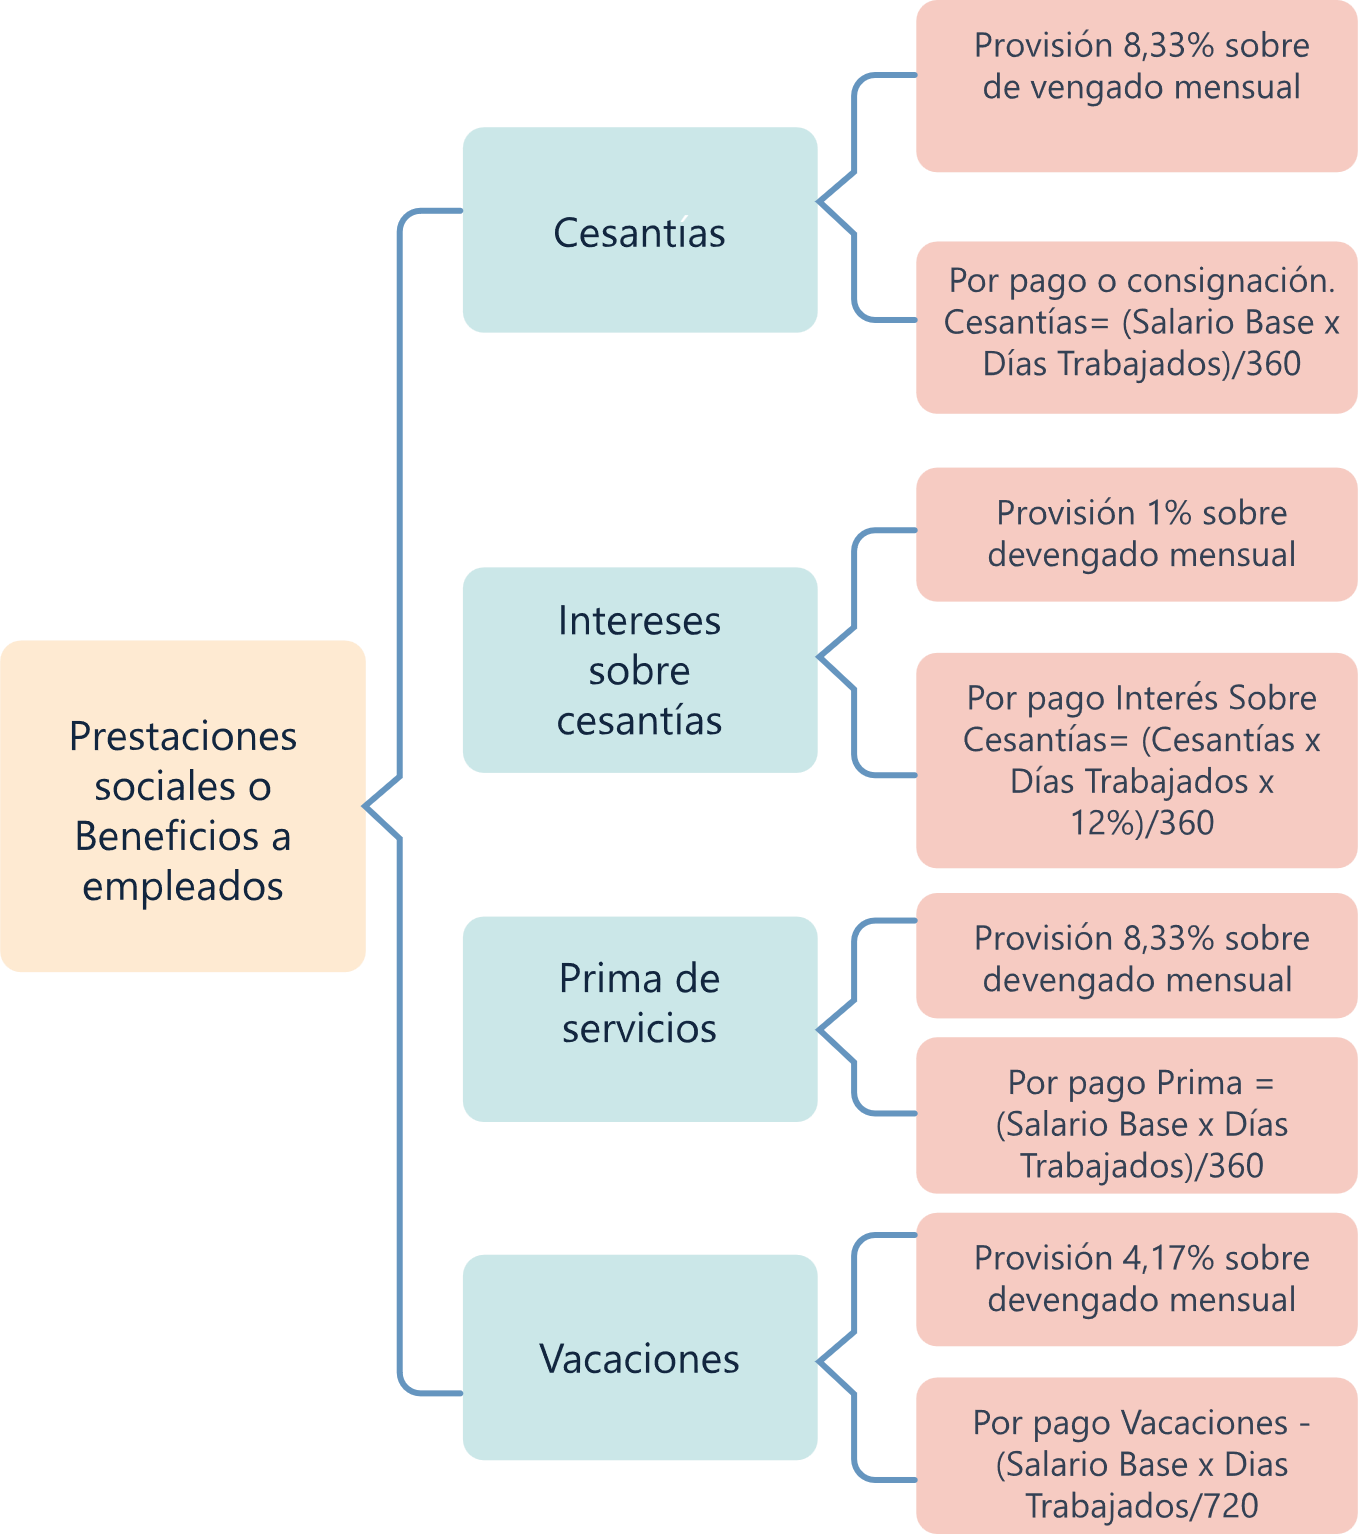 Prestaciones
sociales o
Beneficios a
empleados
Cesantías
Provisión 8,33% sobre
de vengado mensual
Por pago o consignación.
Cesantías= (Salario Base x
Días Trabajados)/360
Intereses
sobre
cesantías
Provisión 1% sobre
devengado mensual
Por pago Interés Sobre
Cesantías= (Cesantías x
Días Trabajados x
12%)/360
Prima de
servicios
Provisión 8,33% sobre
devengado mensual
Por pago Prima =
(Salario Base x Días
Trabajados)/360
Vacaciones
Provisión 4,17% sobre
devengado mensual
Por pago Vacaciones -
(Salario Base x Dias
Trabajados/720